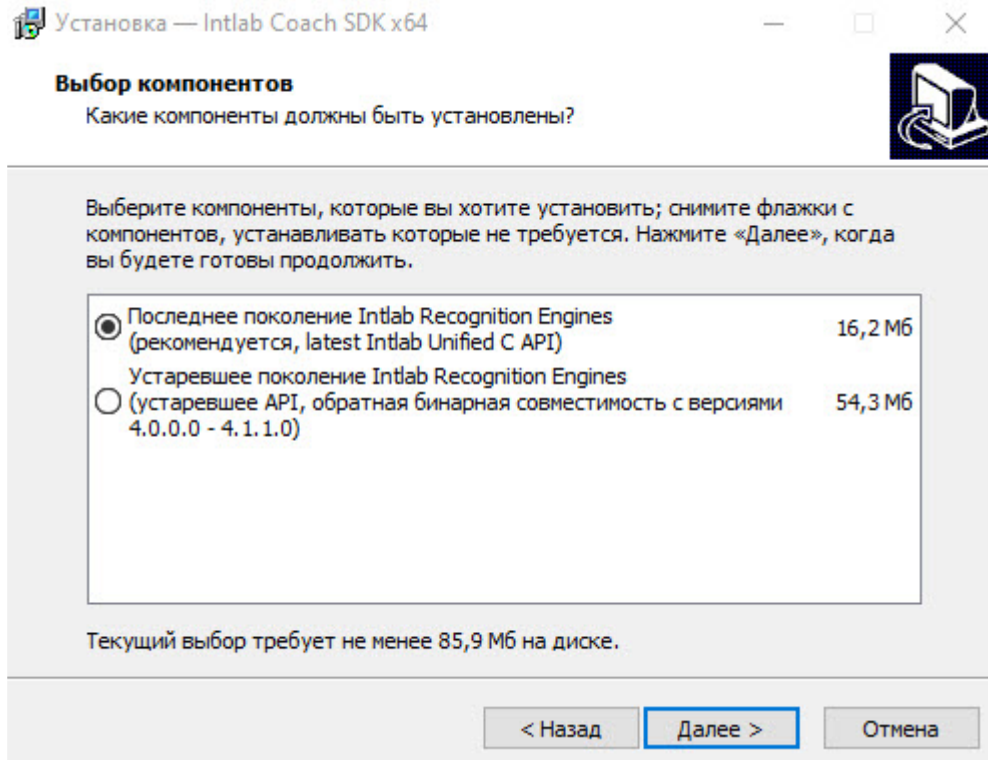 Установка — Intlab Coach SDK x64
Выбор компонентов
Какие компоненты должны быть установлены?
Выберите компоненты, которые вы хотите установить; снимите флажки с
компонентов, устанавливать которые не требуется. Нажмите «Далее», когда
вы будете готовы продолжить.
Последнее поколение Intlab Recognition Engines
(рекомендуется, latest Intlab Unified C API)
16,2 Мб
Устаревшее поколение Intlab Recognition Engines
(устаревшее API, обратная бинарная совместимость с версиями
4.0.0.0 - 4.1.1.0)
54,3 Мб
Текущий выбор требует не менее 85,9 Мб на диске.
< Назад
Далее >
Отмена